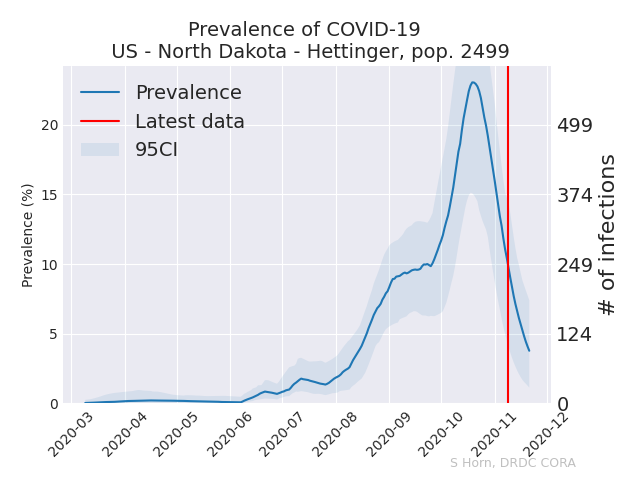 Prevalence of COVID-19
US - North Dakota - Hettinger, pop. 2499
Prevalence
Latest data
95CI
Prevalence (%)
20
15
10
5
0
499
374
249
124
0
# of infections
2020-03
2020-04
2020-05
2020-06
2020-07
2020-08
2020-09
2020-10
2020-11
2020-12
S Horn, DRDC CORA